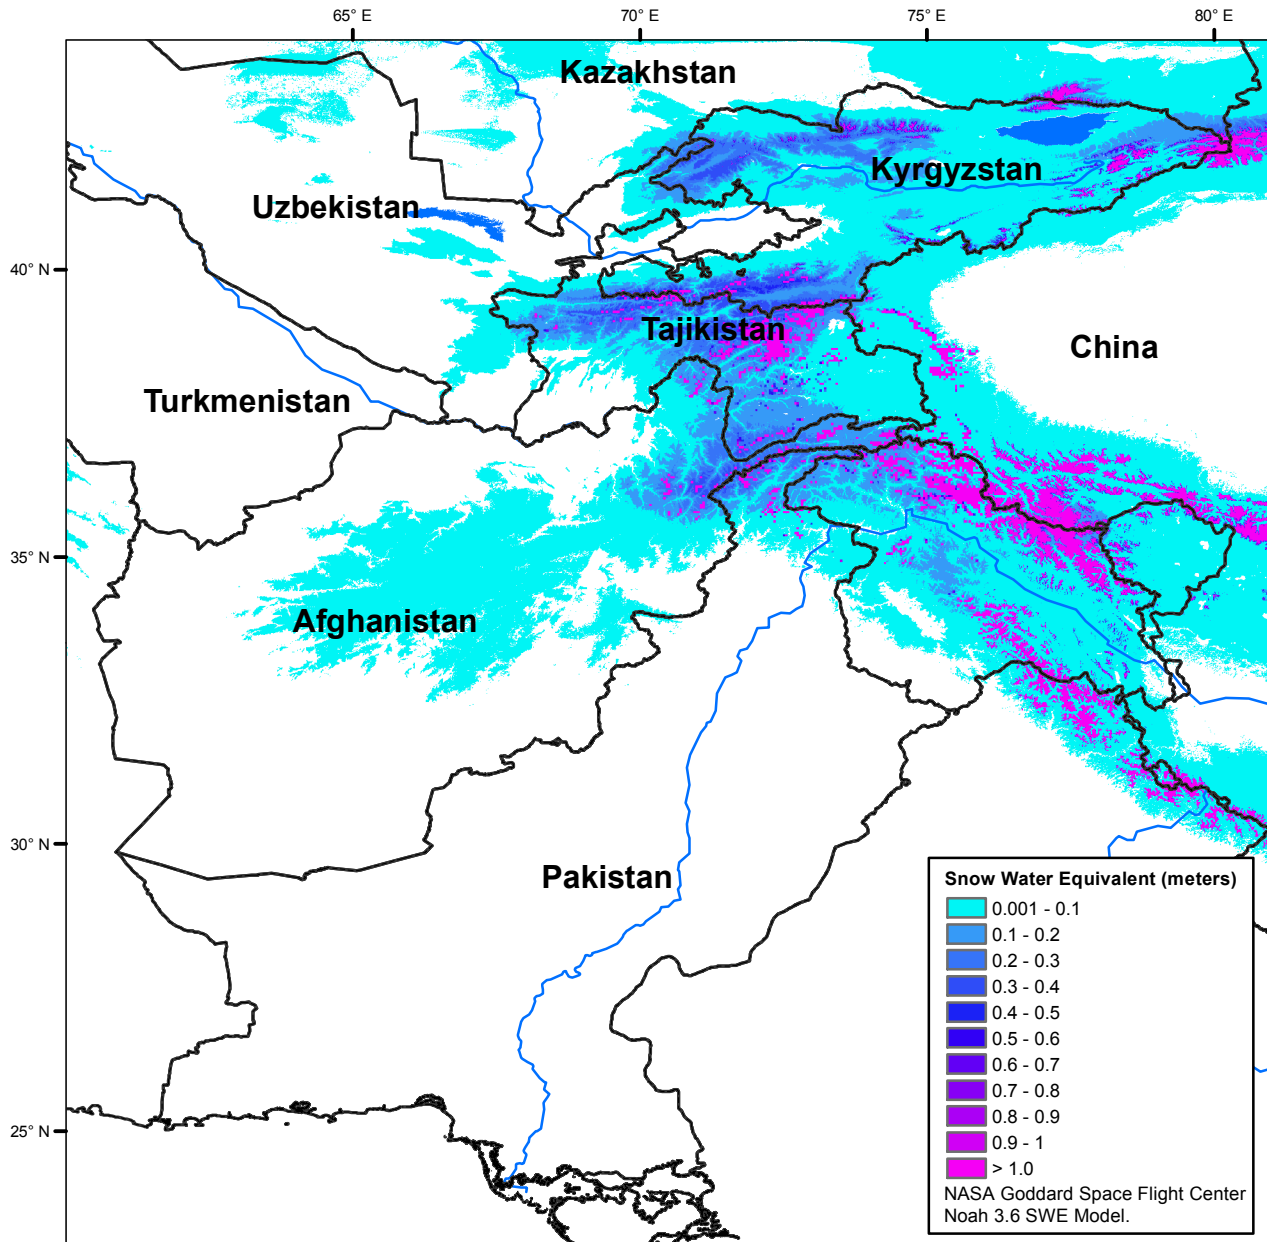 65° E
70° E
75° E
80° E
Kazakhstan
Kyrgyzstan
Uzbekistan
40° N
Tajikistan
China
Turkmenistan
35° N
Afghanistan
30° N
Pakistan
25° N
Snow Water Equivalent (meters)
0.001 - 0.1
0.1 - 0.2
0.2 - 0.3
0.3 - 0.4
0.4 - 0.5
0.5 - 0.6
0.6 - 0.7
0.7 - 0.8
0.8 - 0.9
0.9 - 1
> 1.0
NASA Goddard Space Flight Center
Noah 3.6 SWE Model.